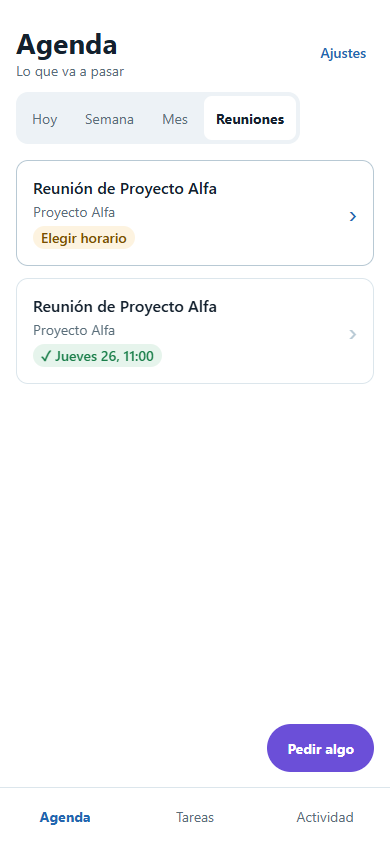 Agenda
Ajustes
Lo que va a pasar
Hoy
Semana
Mes
Reuniones
Reunión de Proyecto Alfa
Proyecto Alfa
Elegir horario
Reunión de Proyecto Alfa
Proyecto Alfa
✓ Jueves 26, 11:00
Pedir algo
Agenda
Tareas
Actividad